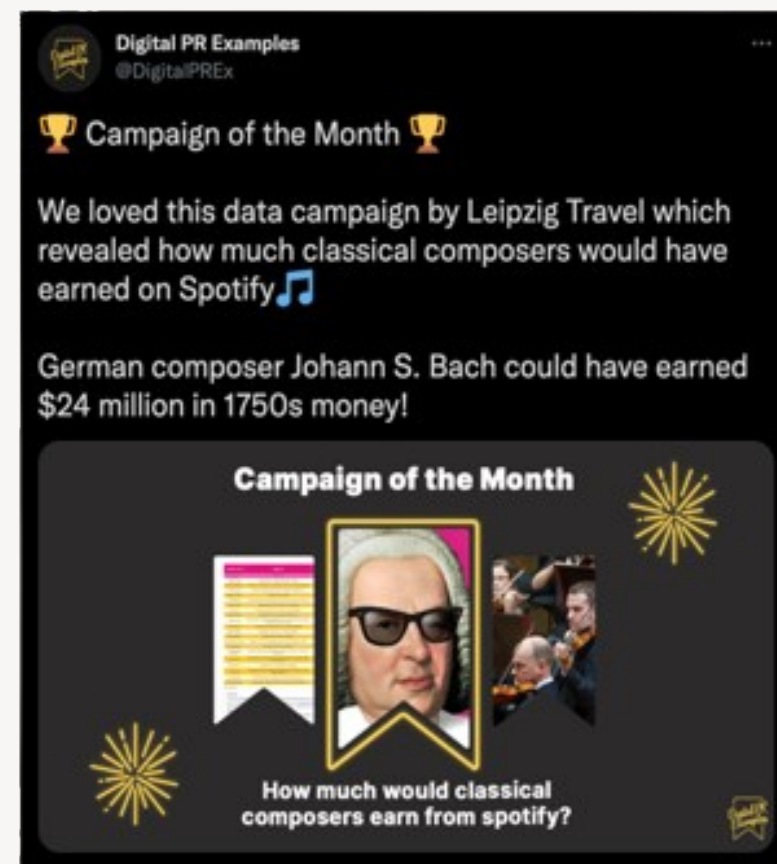 Digital PR Examples
@DigitalPREx
🏆 Campaign of the Month 🏆
We loved this data campaign by Leipzig Travel which
revealed how much classical composers would have
earned on Spotify🎵
German composer Johann S. Bach could have earned
$24 million in 1750s money!
Campaign of the Month
How much would classical
composers earn from spotify?